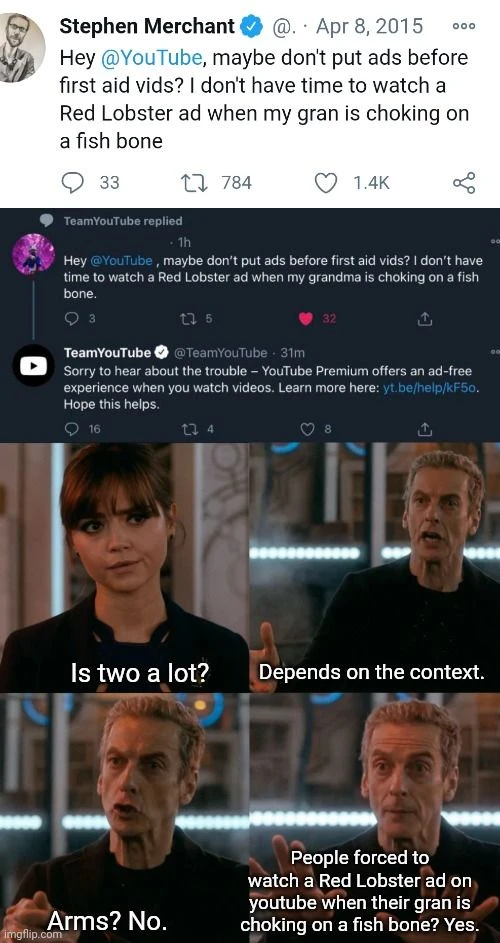 Stephen Merchant @. · Apr 8, 2015
Hey @YouTube, maybe don't put ads before
first aid vids? I don't have time to watch a
Red Lobster ad when my gran is choking on
a fish bone
33 784 1.4K
TeamYouTube replied
· 1h
Hey @YouTube , maybe don't put ads before first aid vids? I don't have
time to watch a Red Lobster ad when my grandma is choking on a fish
bone.
3 5 32
TeamYouTube @TeamYouTube · 31m
Sorry to hear about the trouble – YouTube Premium offers an ad-free
experience when you watch videos. Learn more here: yt.be/help/kF5o.
Hope this helps.
16 4 8
Is two a lot?
Depends on the context.
Arms? No.
People forced to
watch a Red Lobster ad on
youtube when their gran is
choking on a fish bone? Yes.
imgflip.com